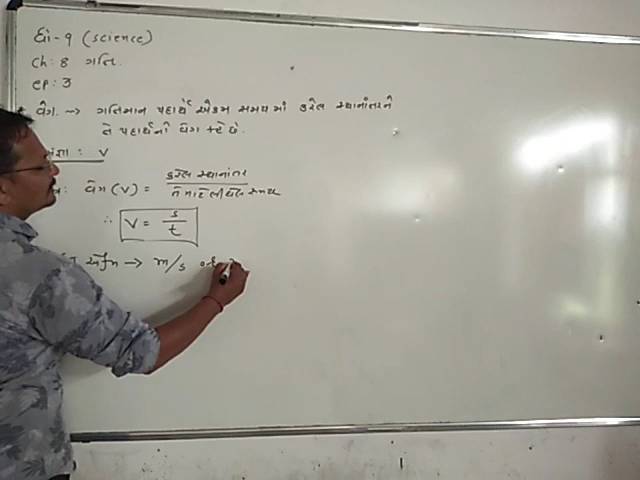 ધો-૧ (science)
ch: 8 ગતિ.
ep: 3
* વેગ. → ગતિમાન પદાર્થે એકમ સમયમાં કરેલ સ્થાનાંતરને
તે પદાર્થનો વેગ કહે છે.
સંજ્ઞા : v
વેગ (v) = કરેલ સ્થાનાંતર
તે માટે લીધેલ સમય
∴ v = s/t
એકમ → m/s